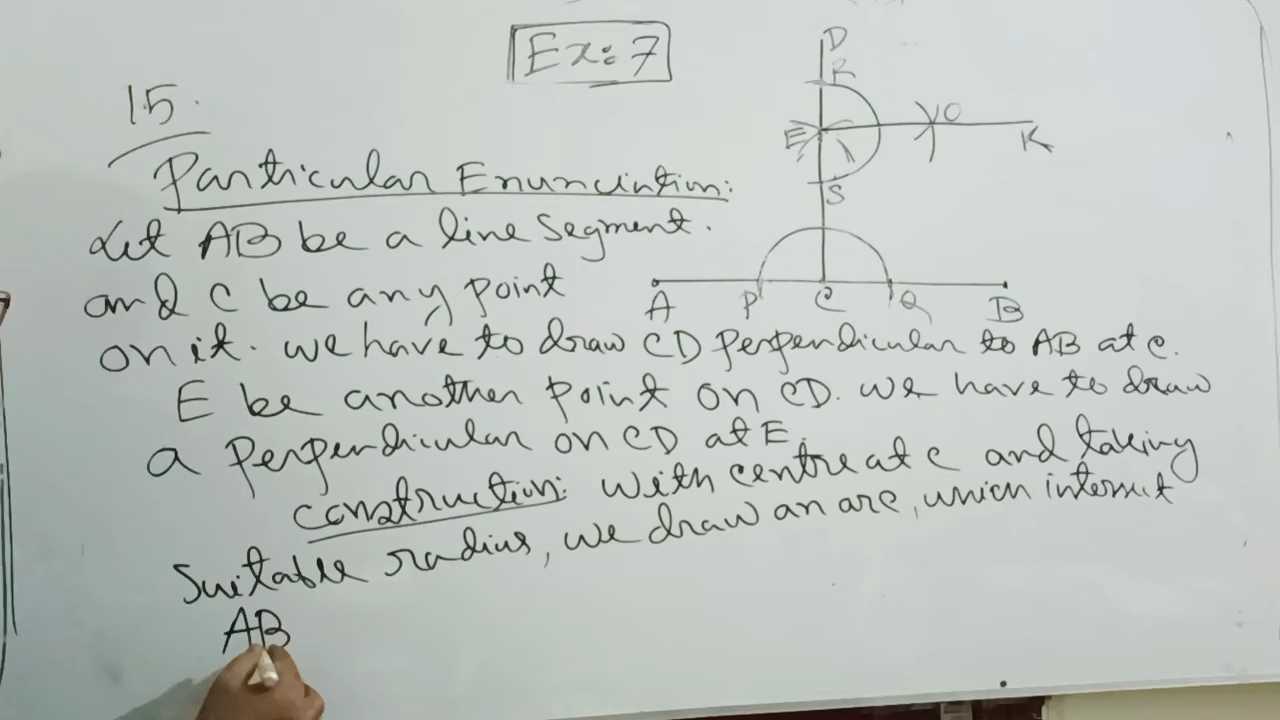 Ex: 7
15.
Particular Enunciation:
Let AB be a line segment.
and C be any point
on it. we have to draw CD perpendicular to AB at C.
E be another point on CD. we have to draw
a perpendicular on CD at E.
construction: with centre at C and taking
suitable radius, we draw an arc, which intersect
AB
D
R
E
O
K
S
A P C Q B